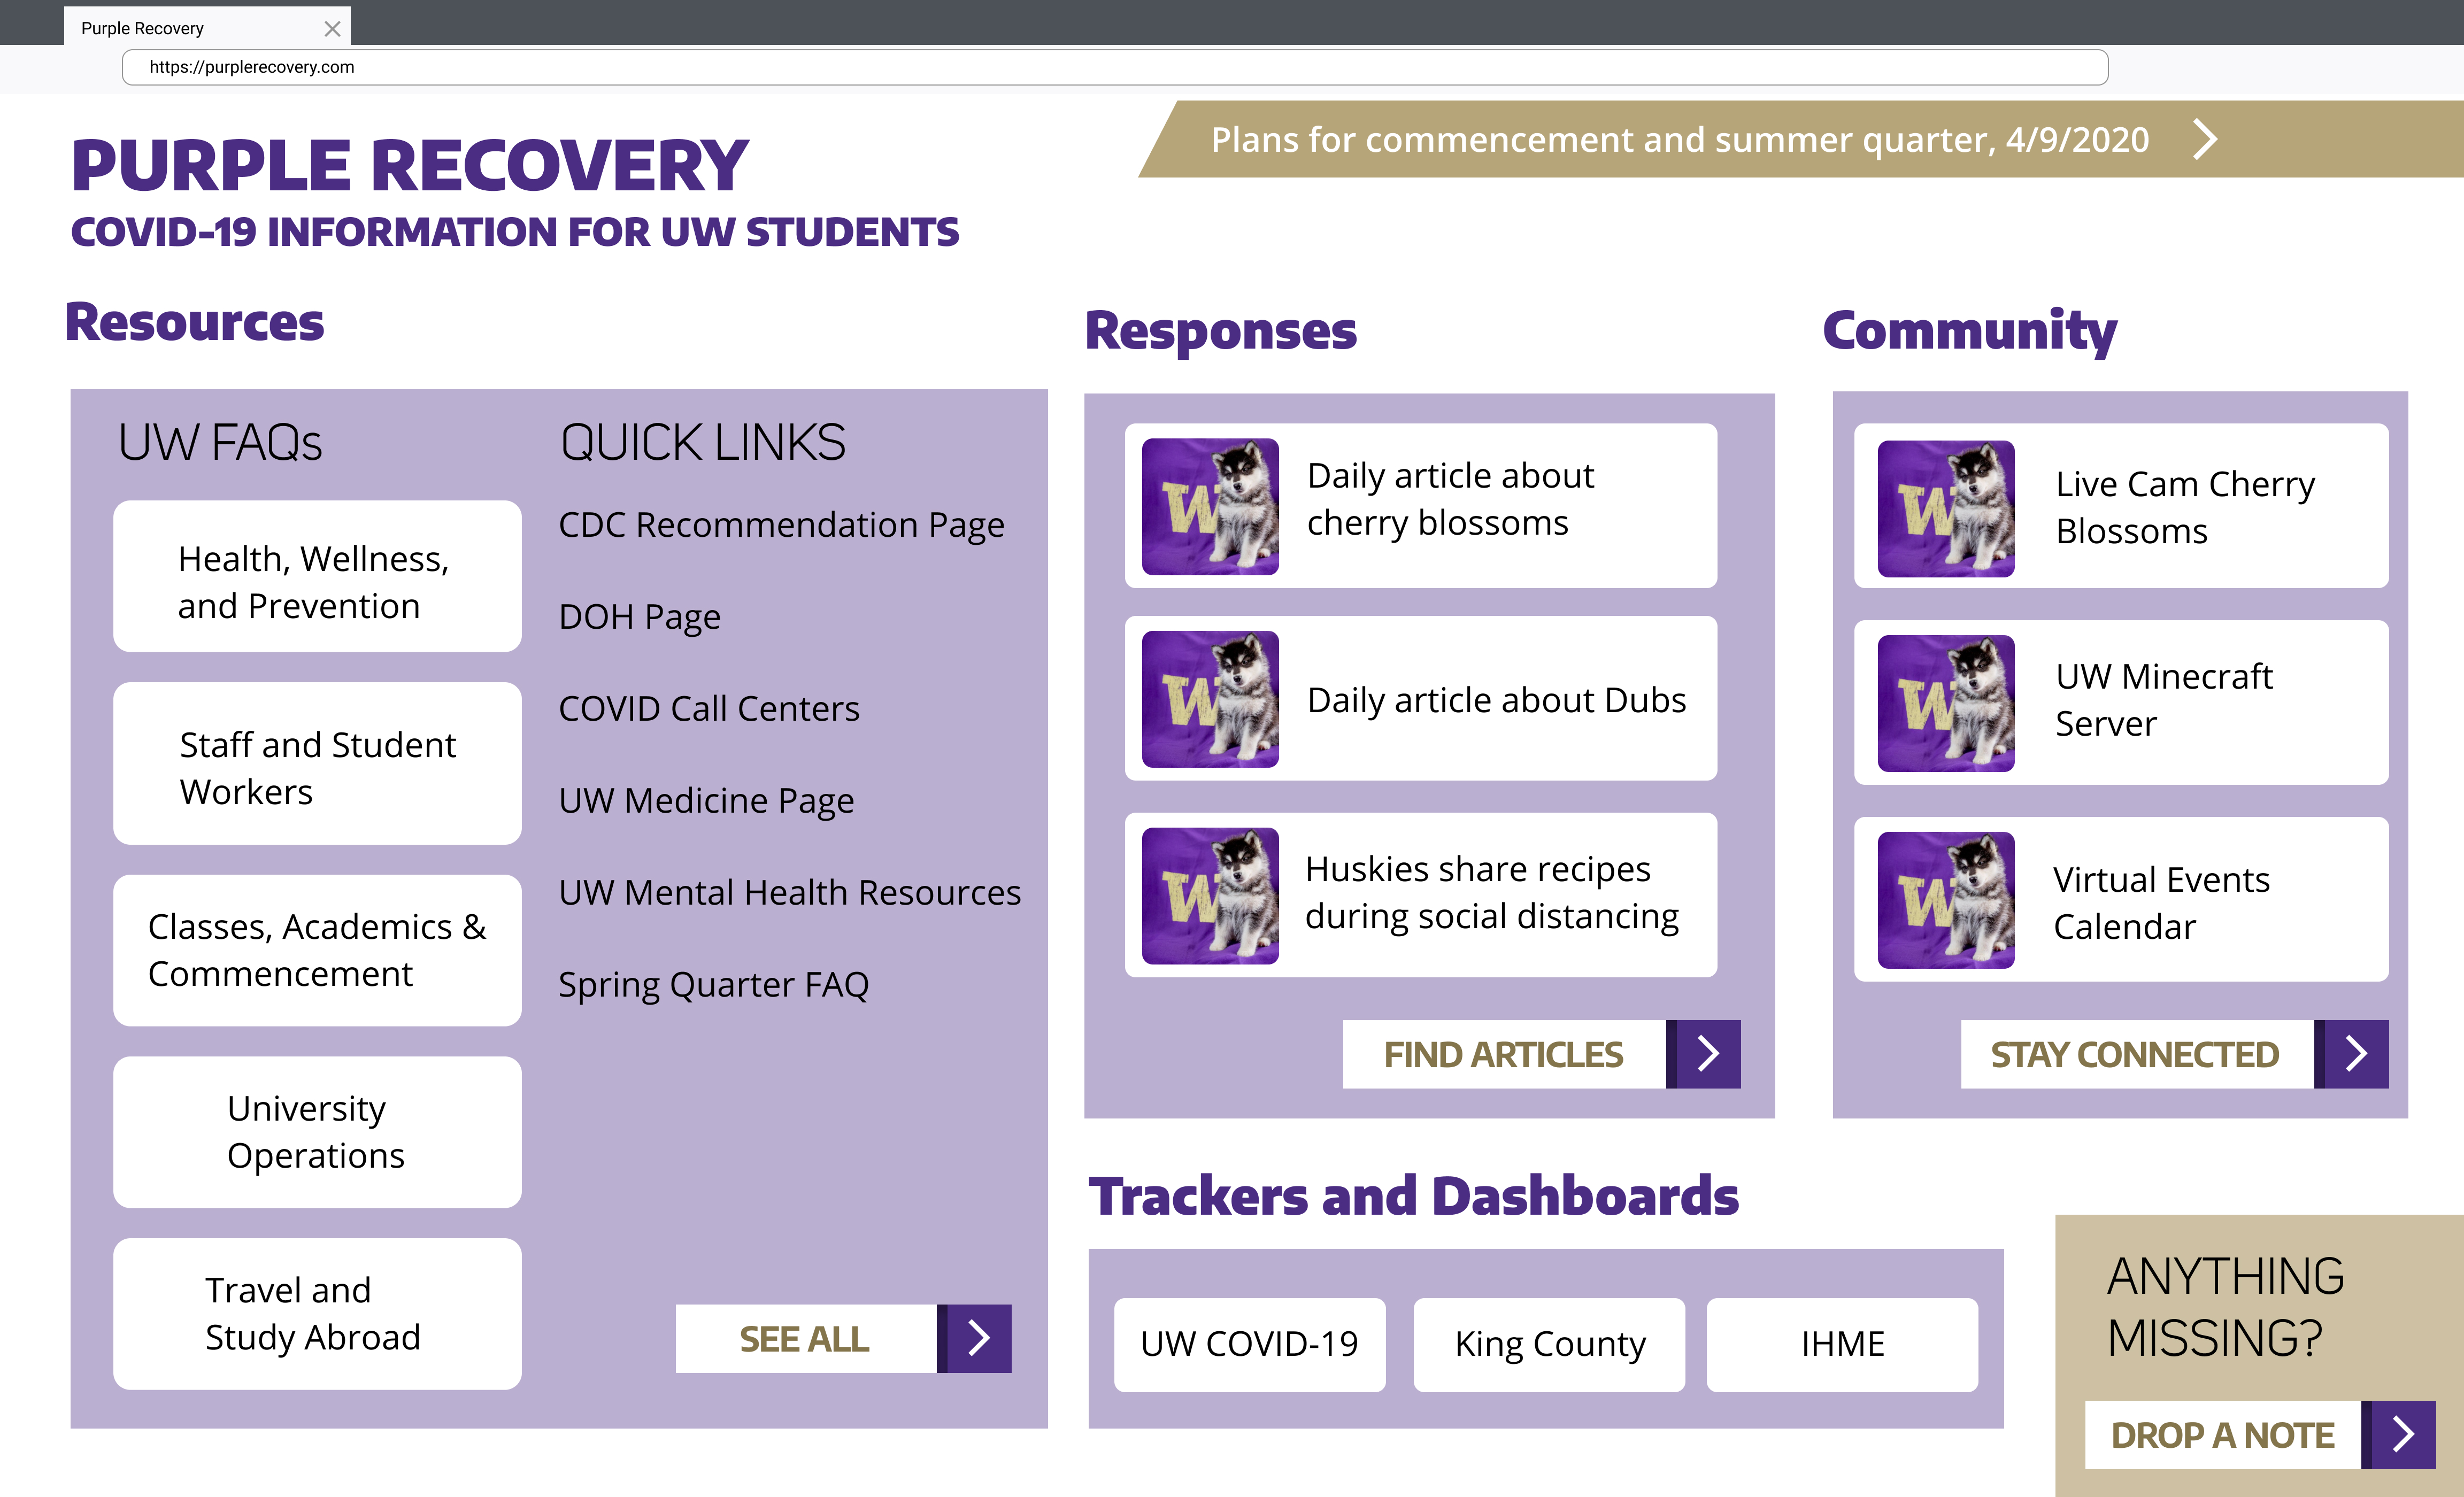 Purple Recovery
https://purplerecovery.com
Plans for commencement and summer quarter, 4/9/2020
PURPLE RECOVERY
COVID-19 INFORMATION FOR UW STUDENTS
Resources
UW FAQs
Health, Wellness,
and Prevention
Staff and Student
Workers
Classes, Academics &
Commencement
University
Operations
Travel and
Study Abroad
QUICK LINKS
CDC Recommendation Page
DOH Page
COVID Call Centers
UW Medicine Page
UW Mental Health Resources
Spring Quarter FAQ
SEE ALL
Responses
W
Daily article about
cherry blossoms
W
Daily article about Dubs
W
Huskies share recipes
during social distancing
FIND ARTICLES
Community
W
Live Cam Cherry
Blossoms
W
UW Minecraft
Server
W
Virtual Events
Calendar
STAY CONNECTED
Trackers and Dashboards
UW COVID-19
King County
IHME
ANYTHING
MISSING?
DROP A NOTE